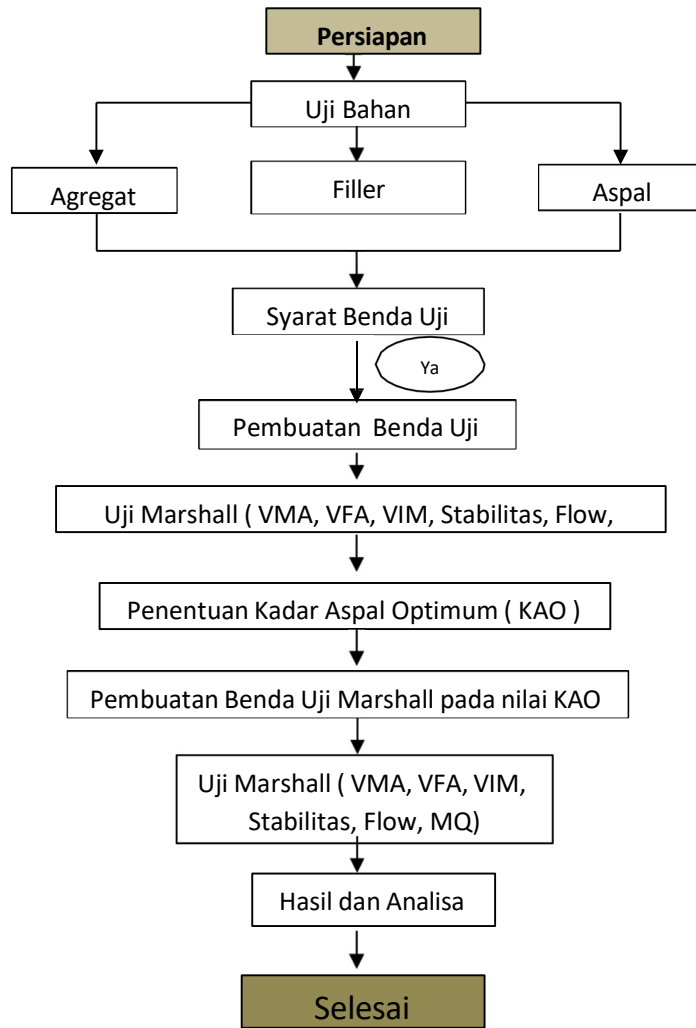 Persiapan
Uji Bahan
Agregat
Filler
Aspal
Syarat Benda Uji
Ya
Pembuatan Benda Uji
Uji Marshall ( VMA, VFA, VIM, Stabilitas, Flow,
Penentuan Kadar Aspal Optimum ( KAO )
Pembuatan Benda Uji Marshall pada nilai KAO
Uji Marshall ( VMA, VFA, VIM,
Stabilitas, Flow, MQ)
Hasil dan Analisa
Selesai